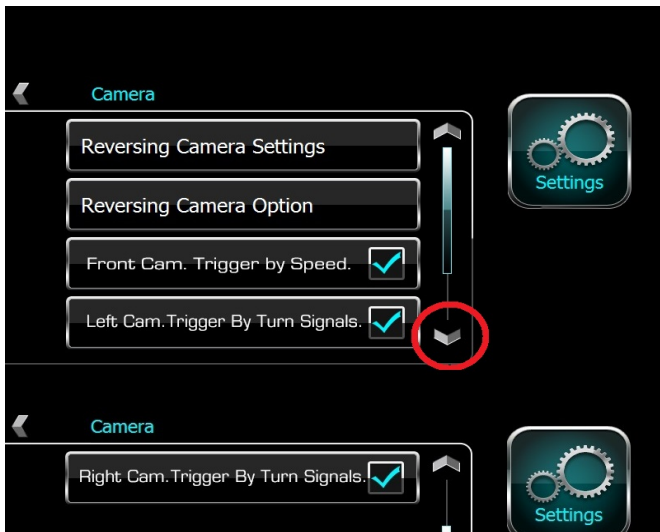 Camera
Reversing Camera Settings
Reversing Camera Option
Front Cam. Trigger by Speed.
Left Cam.Trigger By Turn Signals.
Settings
Camera
Right Cam.Trigger By Turn Signals.
Settings